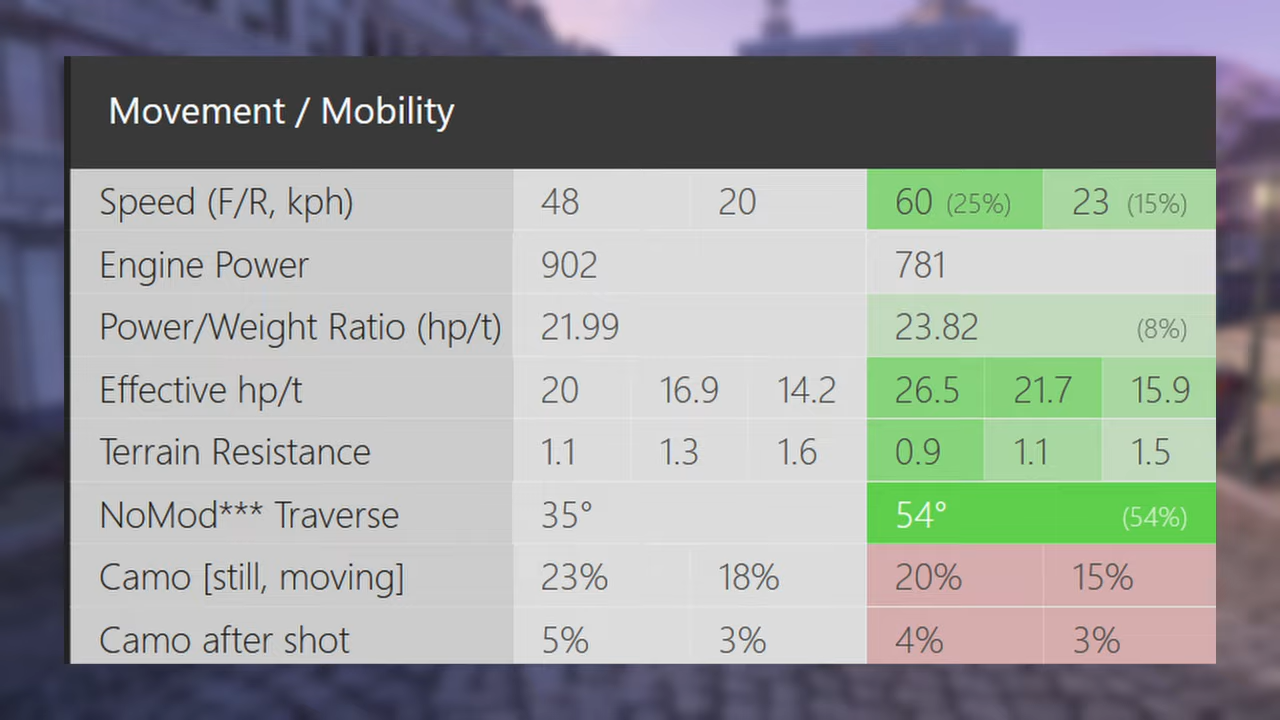 Movement / Mobility
Speed (F/R, kph) 48 20 60 (25%) 23 (15%)
Engine Power 902 781
Power/Weight Ratio (hp/t) 21.99 23.82 (8%)
Effective hp/t 20 16.9 14.2 26.5 21.7 15.9
Terrain Resistance 1.1 1.3 1.6 0.9 1.1 1.5
NoMod*** Traverse 35° 54° (54%)
Camo [still, moving] 23% 18% 20% 15%
Camo after shot 5% 3% 4% 3%